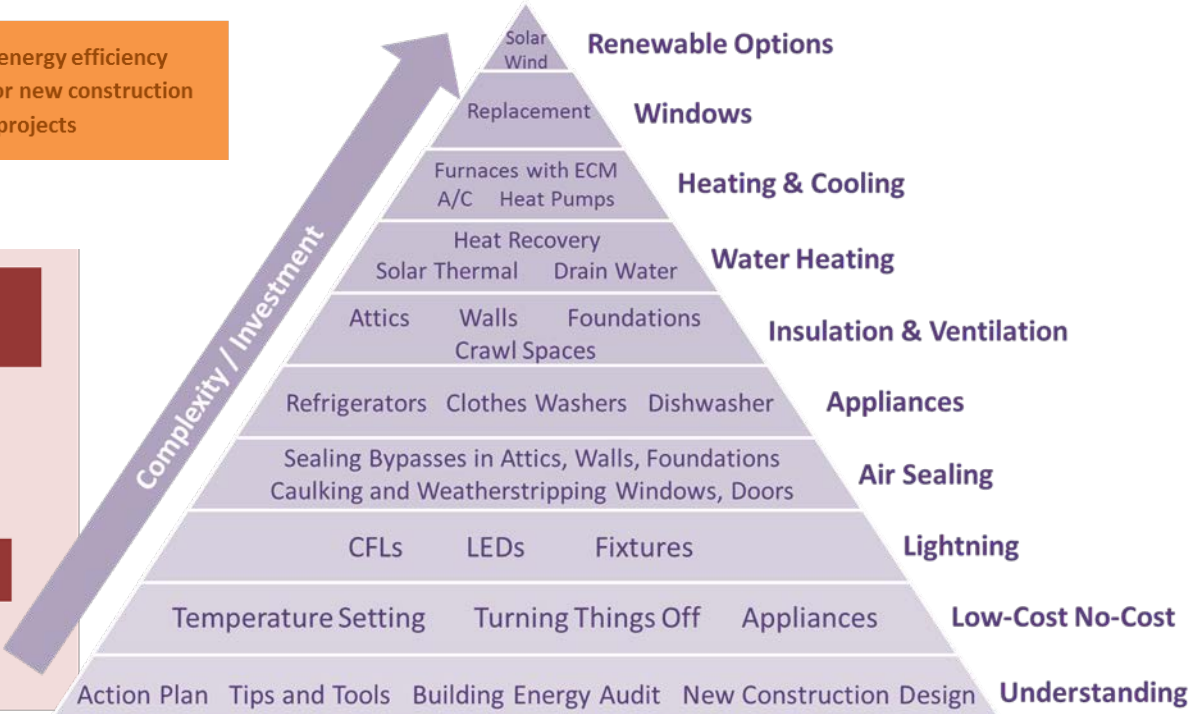 energy efficiency
or new construction
projects
Complexity / Investment
Solar
Wind
Renewable Options
Replacement
Windows
Furnaces with ECM
A/C Heat Pumps
Heating & Cooling
Heat Recovery
Solar Thermal Drain Water
Water Heating
Attics Walls Foundations
Crawl Spaces
Insulation & Ventilation
Refrigerators Clothes Washers Dishwasher
Appliances
Sealing Bypasses in Attics, Walls, Foundations
Caulking and Weatherstripping Windows, Doors
Air Sealing
CFLs LEDs Fixtures
Lightning
Temperature Setting Turning Things Off Appliances
Low-Cost No-Cost
Action Plan Tips and Tools Building Energy Audit New Construction Design
Understanding